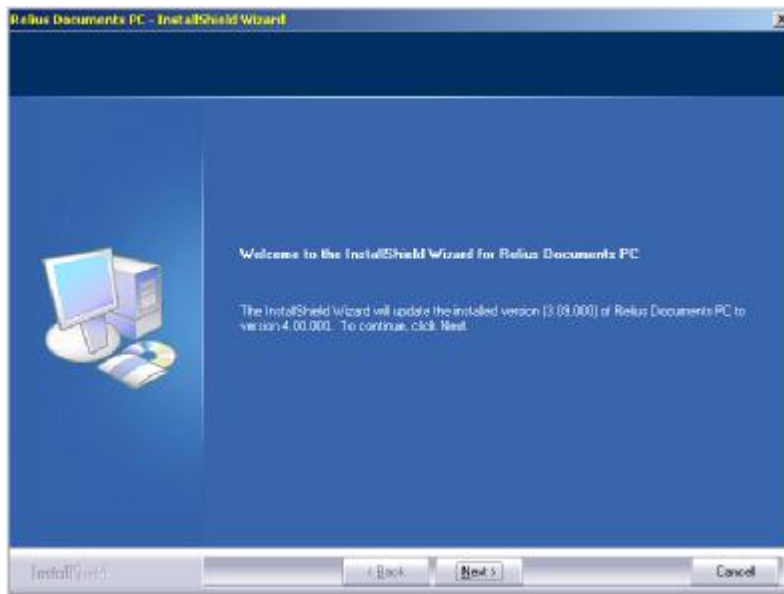 Relius Documents PC - InstallShield Wizard
Welcome to the InstallShield Wizard for Relius Documents PC
The InstallShield Wizard will update the installed version (3.09.000) of Relius Documents PC to
version 4.00.000. To continue, click Next.
InstallShield
< Back
Next >
Cancel